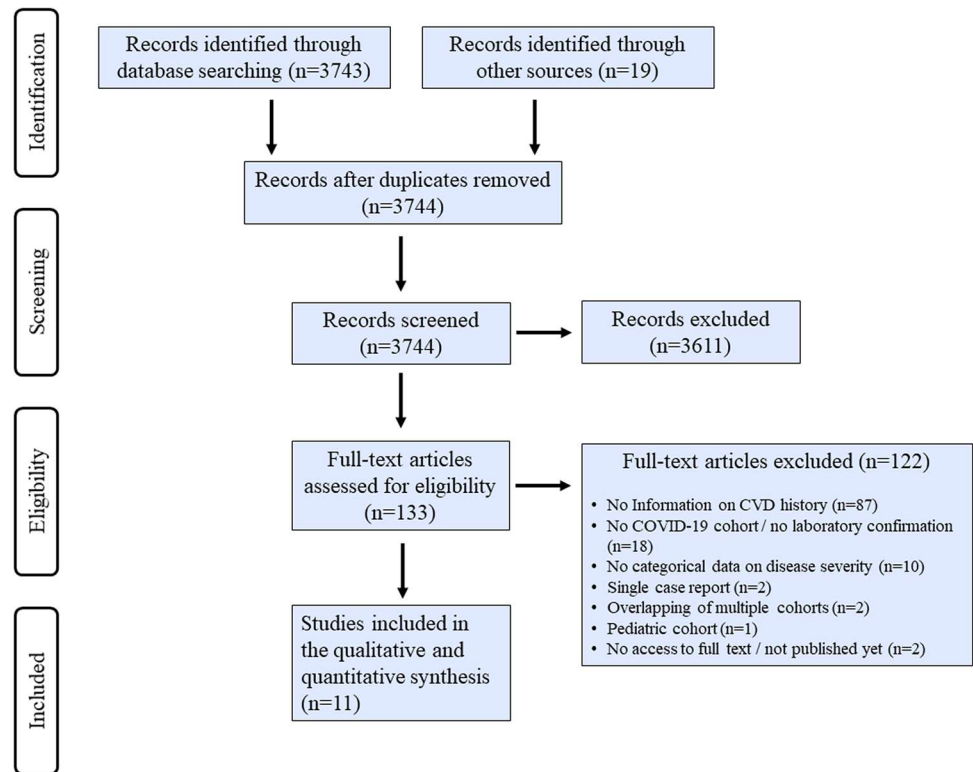 Identification
Records identified through
database searching (n=3743)
Records identified through
other sources (n=19)
Records after duplicates removed
(n=3744)
Screening
Records screened
(n=3744)
Records excluded
(n=3611)
Eligibility
Full-text articles
assessed for eligibility
(n=133)
Full-text articles excluded (n=122)
• No Information on CVD history (n=87)
• No COVID-19 cohort / no laboratory confirmation
(n=18)
• No categorical data on disease severity (n=10)
• Single case report (n=2)
• Overlapping of multiple cohorts (n=2)
• Pediatric cohort (n=1)
• No access to full text / not published yet (n=2)
Included
Studies included in
the qualitative and
quantitative synthesis
(n=11)